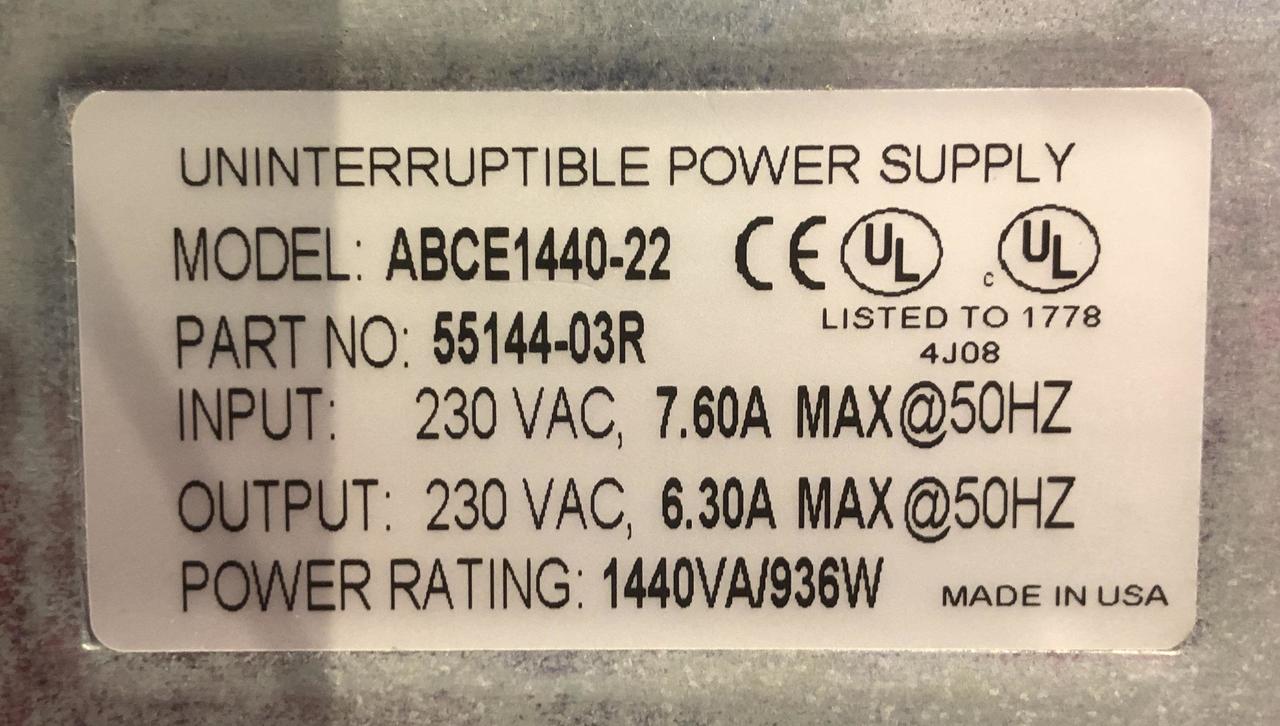 UNINTERRUPTIBLE POWER SUPPLY
MODEL: ABCE1440-22 CE UL c UL
LISTED TO 1778
PART NO: 55144-03R 4J08
INPUT: 230 VAC, 7.60A MAX@50HZ
OUTPUT: 230 VAC, 6.30A MAX@50HZ
POWER RATING: 1440VA/936W MADE IN USA